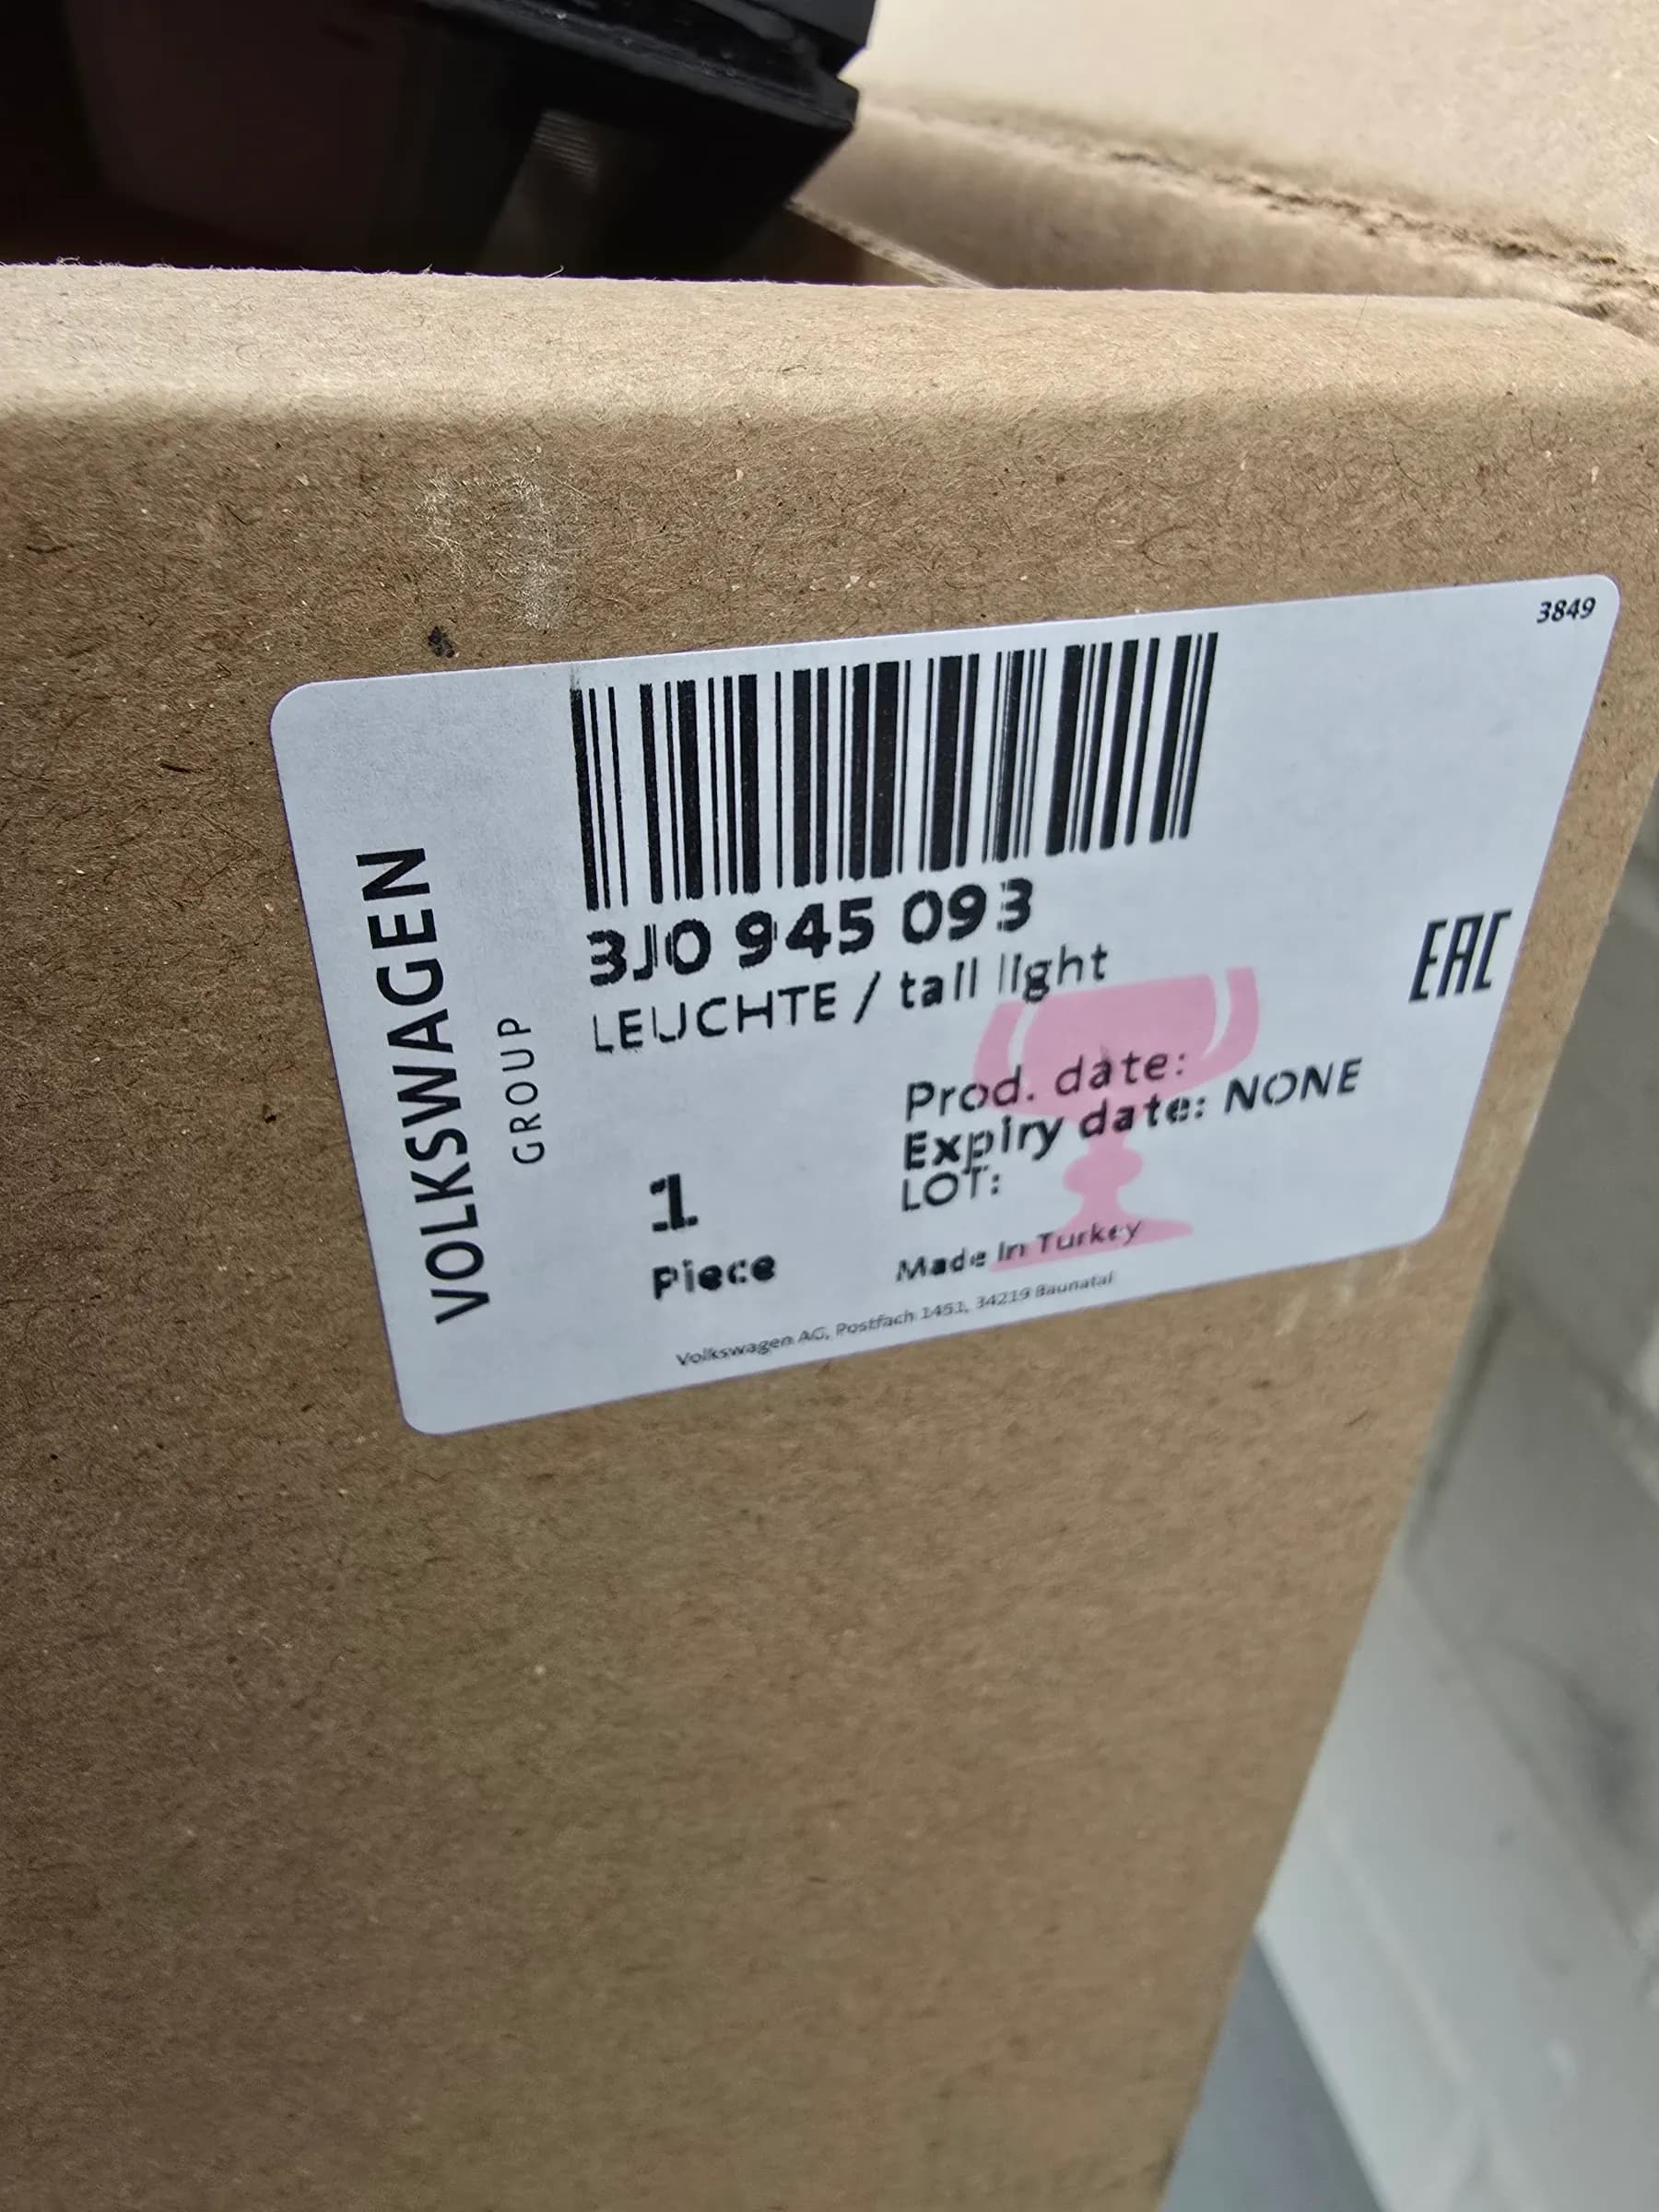 3849
VOLKSWAGEN
GROUP
3J0 945 093
LEUCHTE / tail light
EAC
Prod. date:
Expiry date: NONE
LOT:
1
Piece
Made in Turkey
Volkswagen AG, Postfach 1451, 34219 Baunatal